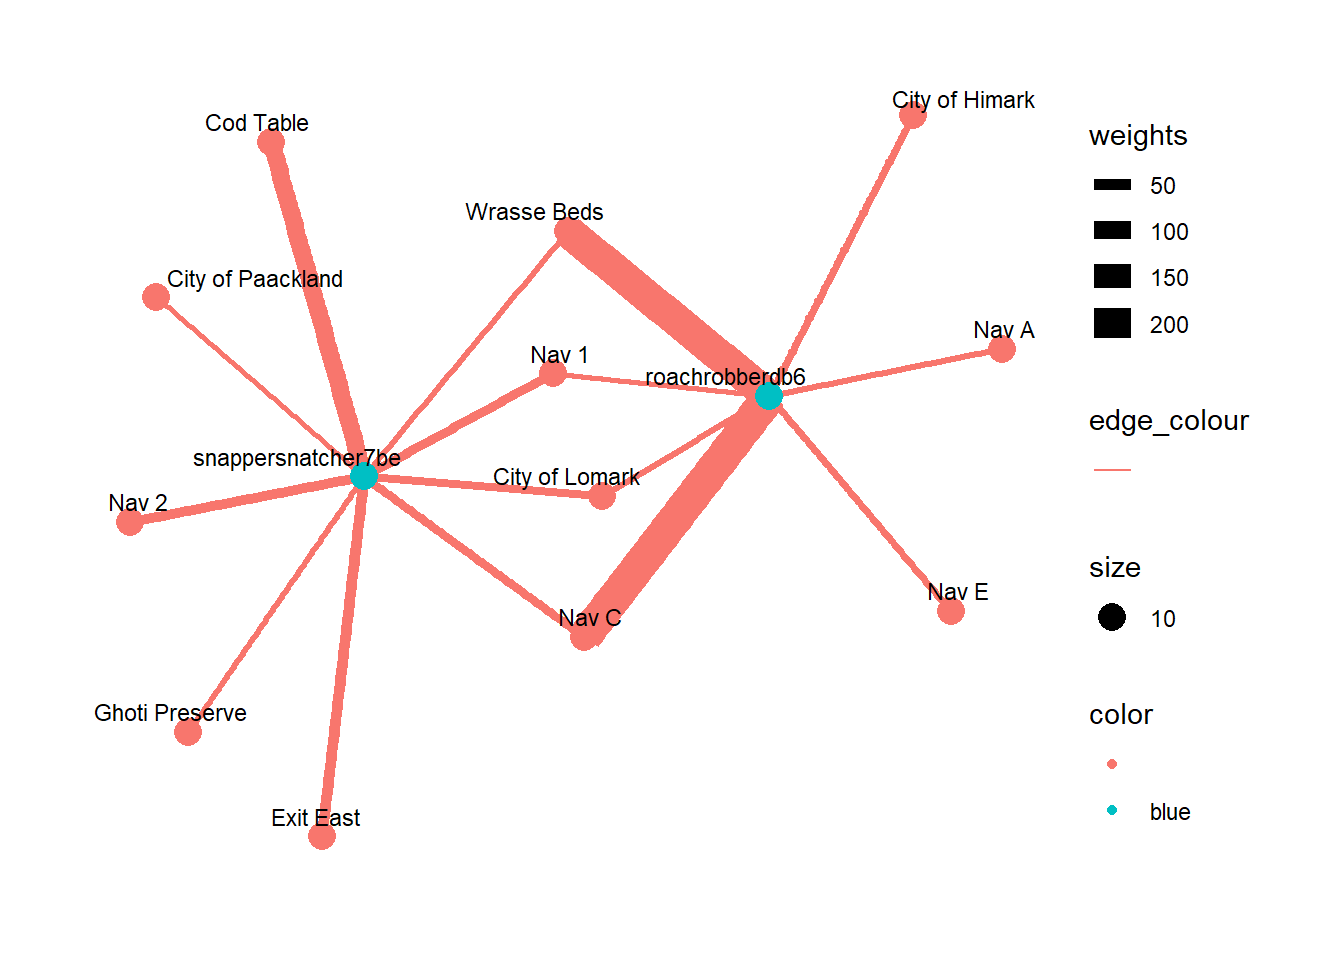 City of Himark
Cod Table
Wrasse Beds
City of Paackland
Nav A
Nav 1
roachrobberdb6
snappersnatcher7be
City of Lomark
Nav 2
Nav E
Nav C
Ghoti Preserve
Exit East
weights
50
100
150
200
edge_colour
size
10
color
blue